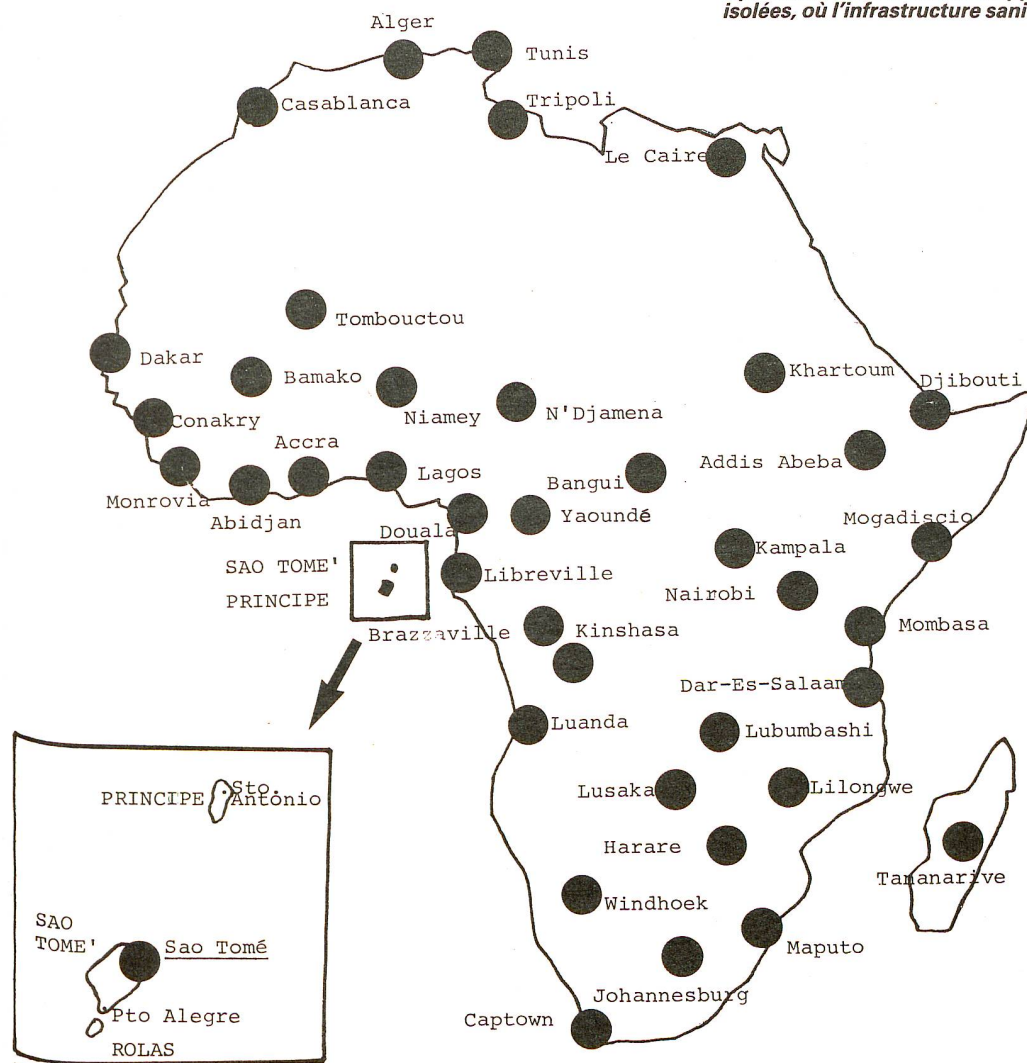 isolées, où l'infrastructure sani
Alger
Tunis
Casablanca
Tripoli
Le Caire
Tombouctou
Dakar
Bamako
Khartoum
Djibouti
Conakry
Niamey
N'Djamena
Accra
Addis Abeba
Lagos
Monrovia
Bangui
Abidjan
Douala
Yaoundé
Mogadiscio
Kampala
SAO TOME'
PRINCIPE
Libreville
Nairobi
Brazzaville
Kinshasa
Mombasa
Dar-Es-Salaam
Luanda
Lubumbashi
Lusaka
Lilongwe
PRINCIPE
Sto.
Antònio
Harare
Tananarive
Windhoek
SAO
TOME'
Sao Tomé
Maputo
Johannesburg
Pto Alegre
Captown
ROLAS